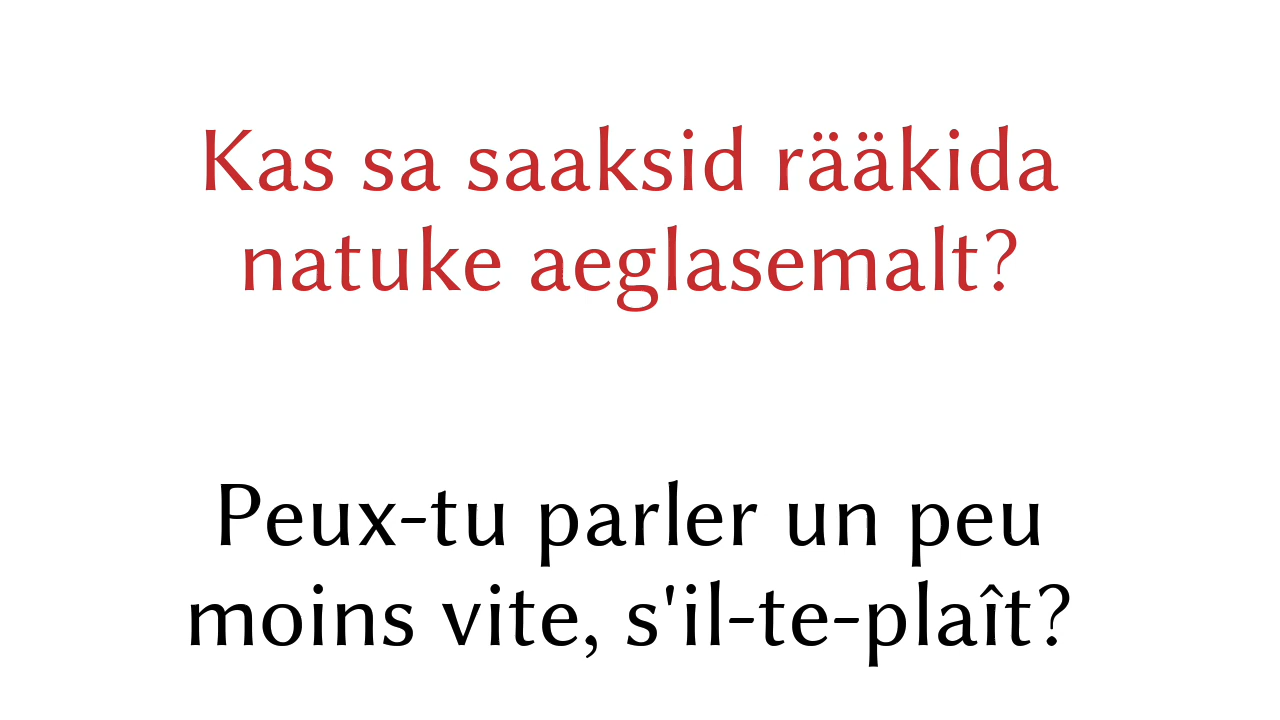 Kas sa saaksid rääkida
natuke aeglasemalt?
Peux-tu parler un peu
moins vite, s'il-te-plaît?